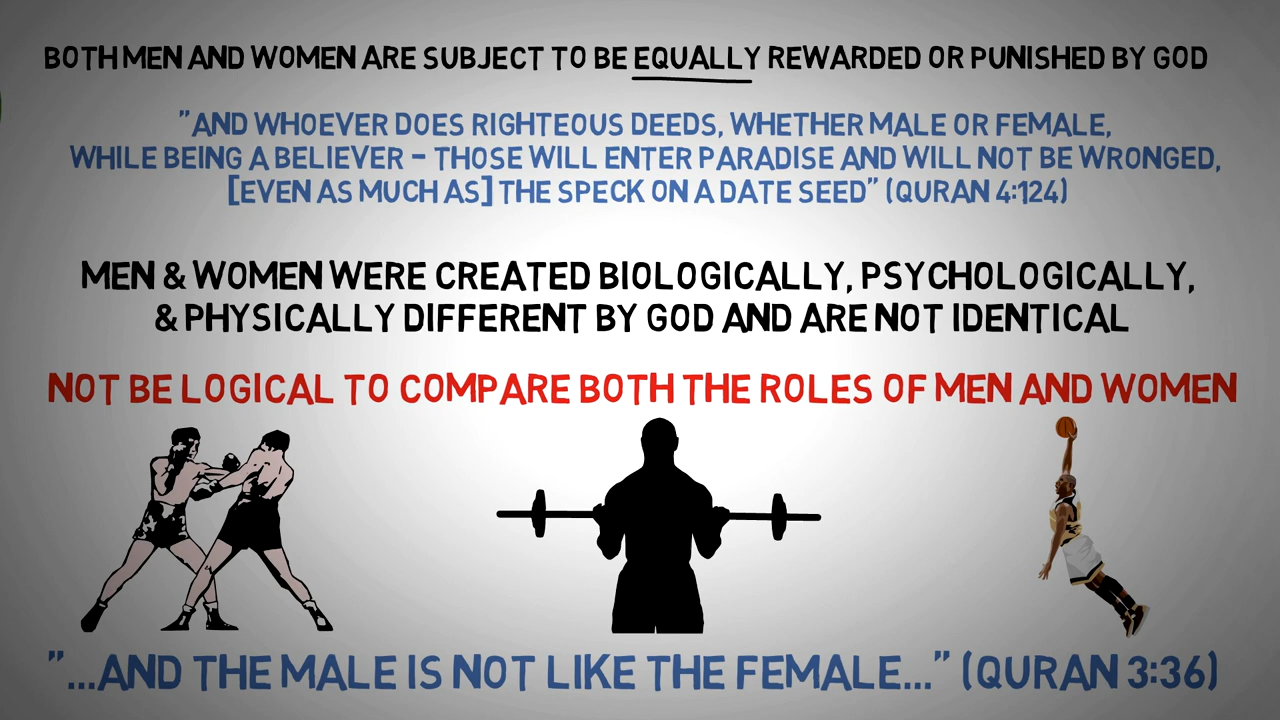 BOTH MEN AND WOMEN ARE SUBJECT TO BE EQUALLY REWARDED OR PUNISHED BY GOD
"AND WHOEVER DOES RIGHTEOUS DEEDS, WHETHER MALE OR FEMALE,
WHILE BEING A BELIEVER – THOSE WILL ENTER PARADISE AND WILL NOT BE WRONGED,
[EVEN AS MUCH AS] THE SPECK ON A DATE SEED" (QURAN 4:124)
MEN & WOMEN WERE CREATED BIOLOGICALLY, PSYCHOLOGICALLY,
& PHYSICALLY DIFFERENT BY GOD AND ARE NOT IDENTICAL
NOT BE LOGICAL TO COMPARE BOTH THE ROLES OF MEN AND WOMEN
"...AND THE MALE IS NOT LIKE THE FEMALE..." (QURAN 3:36)